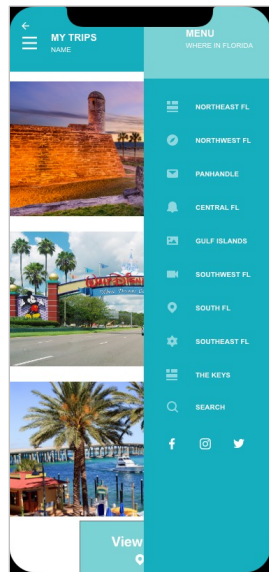 MY TRIPS
NAME
MENU
WHERE IN FLORIDA
NORTHEAST FL
NORTHWEST FL
PANHANDLE
CENTRAL FL
GULF ISLANDS
SOUTHWEST FL
SOUTH FL
SOUTHEAST FL
THE KEYS
SEARCH
View